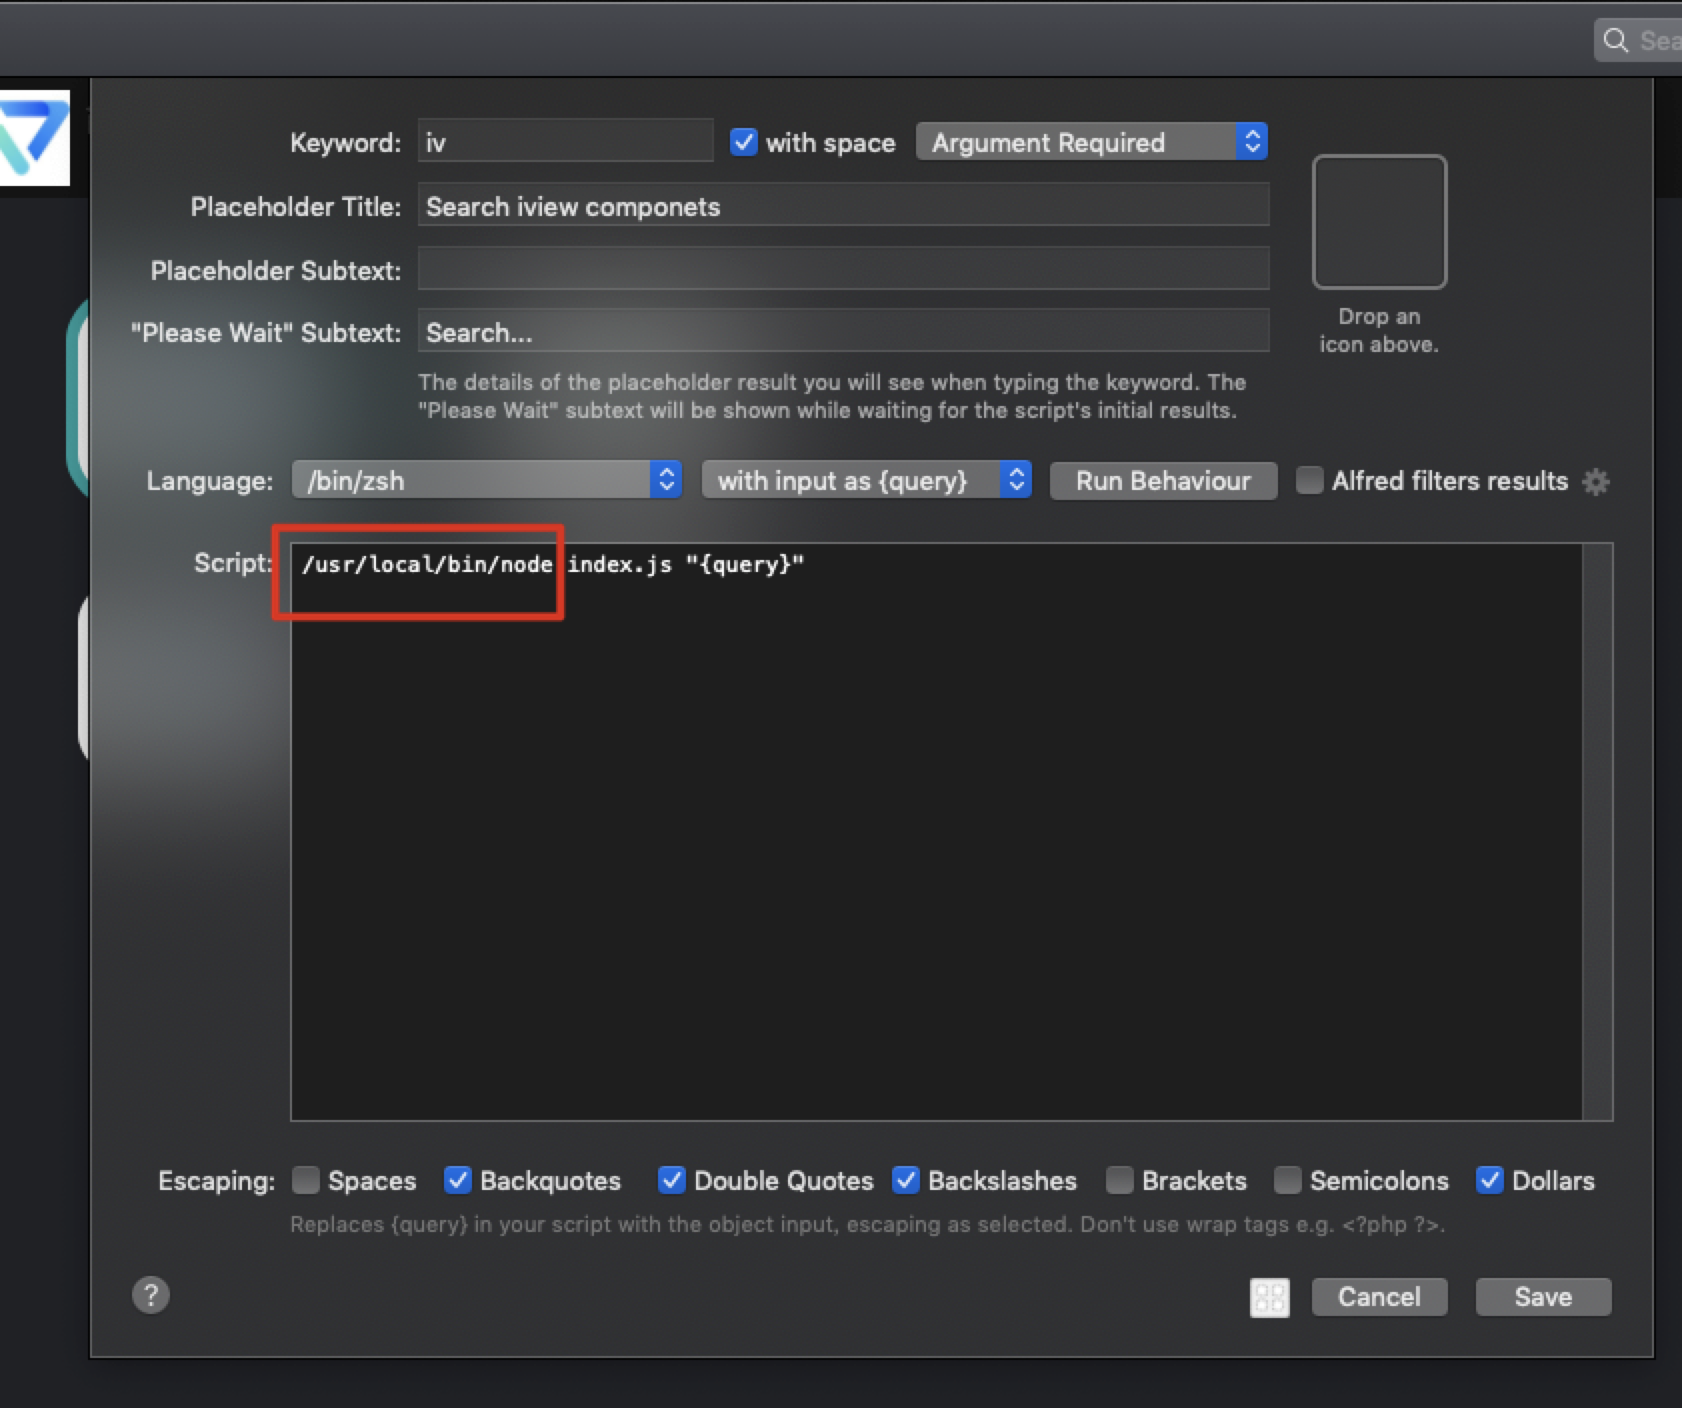 Sea
Keyword: iv with space Argument Required
Placeholder Title: Search iview componets
Placeholder Subtext:
"Please Wait" Subtext: Search...
Drop an
icon above.
The details of the placeholder result you will see when typing the keyword. The
"Please Wait" subtext will be shown while waiting for the script's initial results.
Language: /bin/zsh with input as {query} Run Behaviour Alfred filters results
Script: /usr/local/bin/node index.js "{query}"
Escaping: Spaces Backquotes Double Quotes Backslashes Brackets Semicolons Dollars
Replaces {query} in your script with the object input, escaping as selected. Don't use wrap tags e.g. <?php ?>.
? Cancel Save